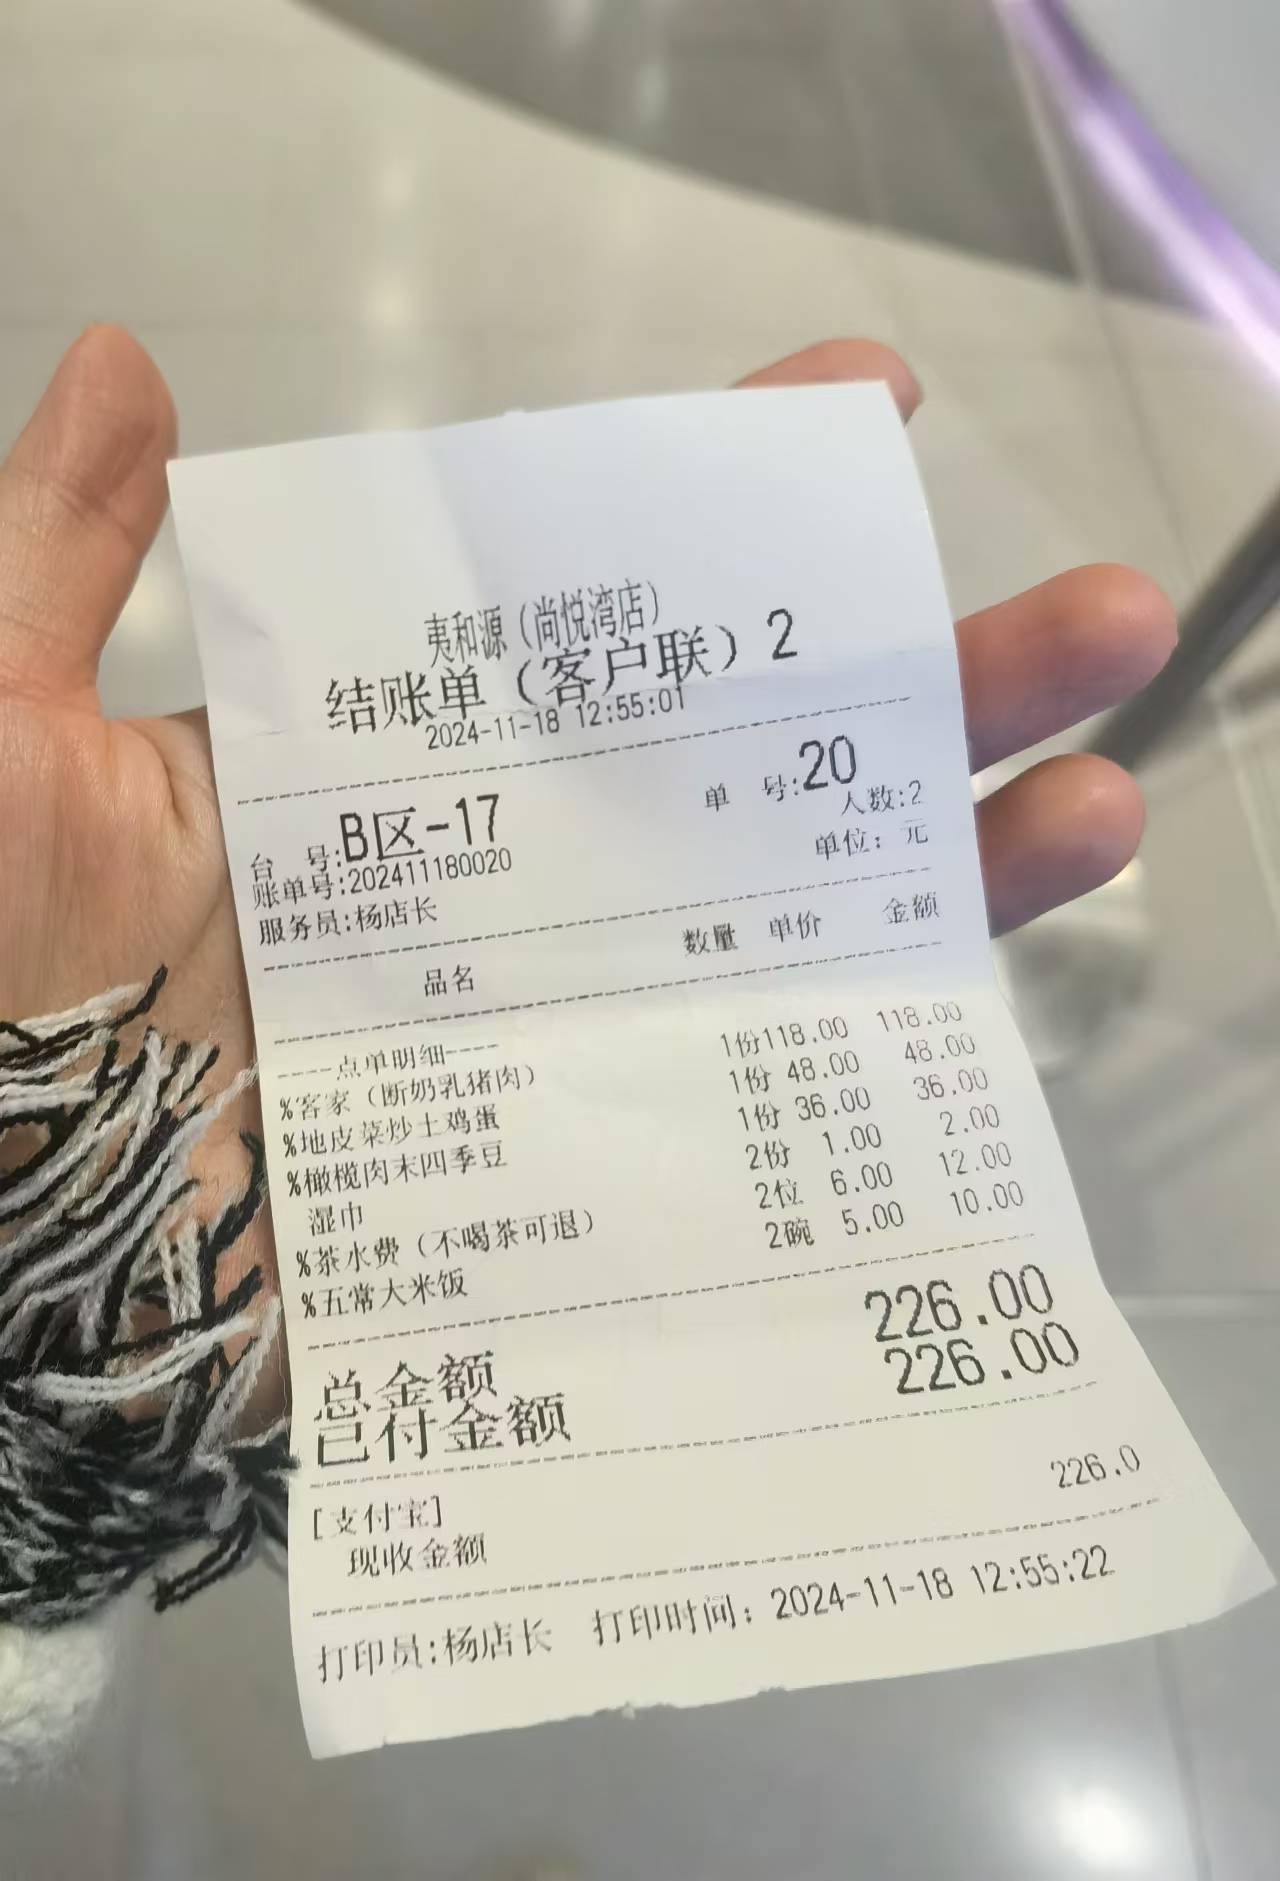 夷和源（尚悦湾店）
结账单（客户联）2
2024-11-18 12:55:01
台 号:B区-17 单 号:20
账单号:202411180020 人数:2
服务员:杨店长 单位: 元
品名 数量 单价 金额
----点单明细----
%客家（断奶乳猪肉） 1份118.00 118.00
%地皮菜炒土鸡蛋 1份 48.00 48.00
%橄榄肉末四季豆 1份 36.00 36.00
湿巾 2份 1.00 2.00
%茶水费（不喝茶可退） 2位 6.00 12.00
%五常大米饭 2碗 5.00 10.00
总金额 226.00
已付金额 226.00
[支付宝]
现收金额 226.0
打印员:杨店长 打印时间: 2024-11-18 12:55:22